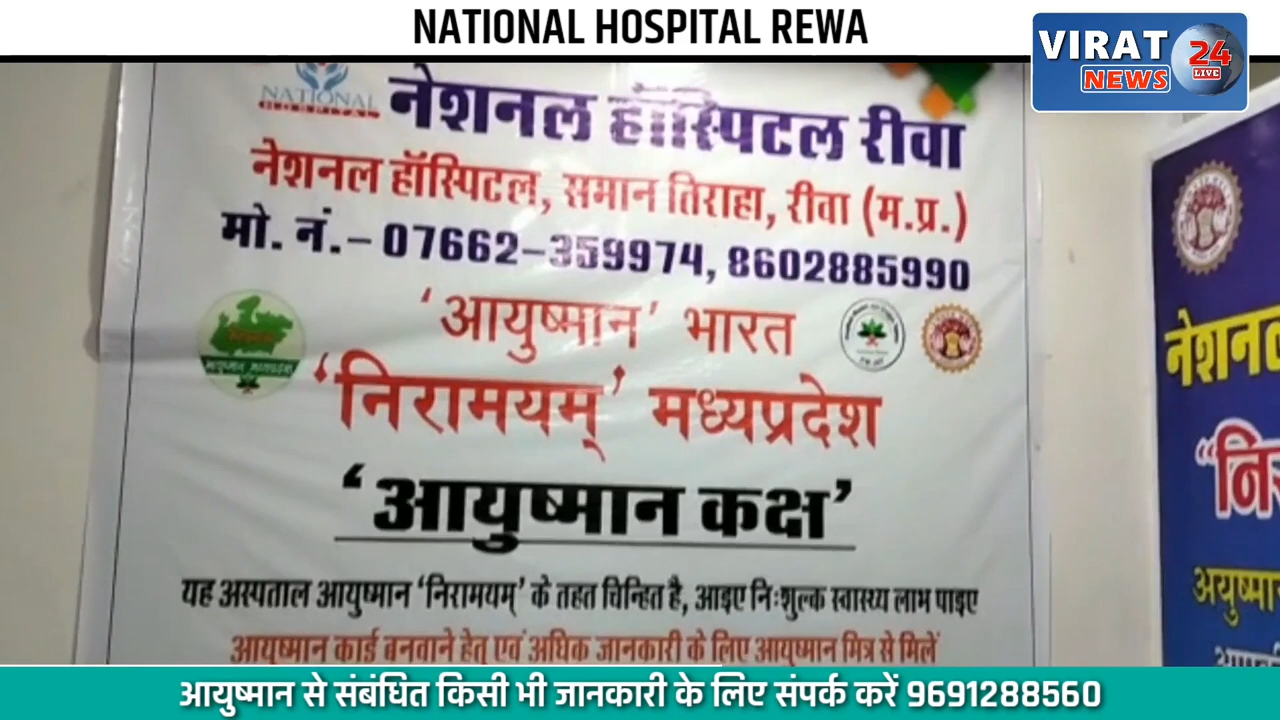 NATIONAL HOSPITAL REWA
VIRAT
24
NEWS
LIVE
NATIONAL
HOSPITAL
नेशनल हॉस्पिटल रीवा
नेशनल हॉस्पिटल, समान तिराहा, रीवा (म.प्र.)
मो. नं.– 07662-359974, 8602885990
‘आयुष्मान’ भारत
‘निरामयम्’ मध्यप्रदेश
‘आयुष्मान कक्ष’
यह अस्पताल आयुष्मान ‘निरामयम्’ के तहत चिन्हित है, आइए निःशुल्क स्वास्थ्य लाभ पाइए
आयुष्मान कार्ड बनवाने हेतु एवं अधिक जानकारी के लिए आयुष्मान मित्र से मिलें
आयुष्मान से संबंधित किसी भी जानकारी के लिए संपर्क करें 9691288560